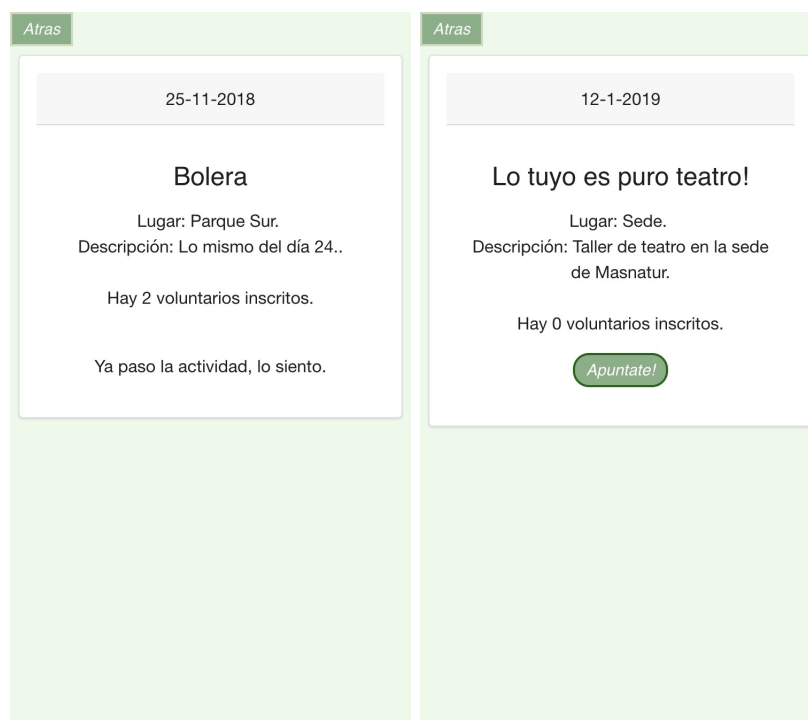 Atras
25-11-2018
Bolera
Lugar: Parque Sur.
Descripción: Lo mismo del día 24..
Hay 2 voluntarios inscritos.
Ya paso la actividad, lo siento.
Atras
12-1-2019
Lo tuyo es puro teatro!
Lugar: Sede.
Descripción: Taller de teatro en la sede
de Masnatur.
Hay 0 voluntarios inscritos.
Apuntate!